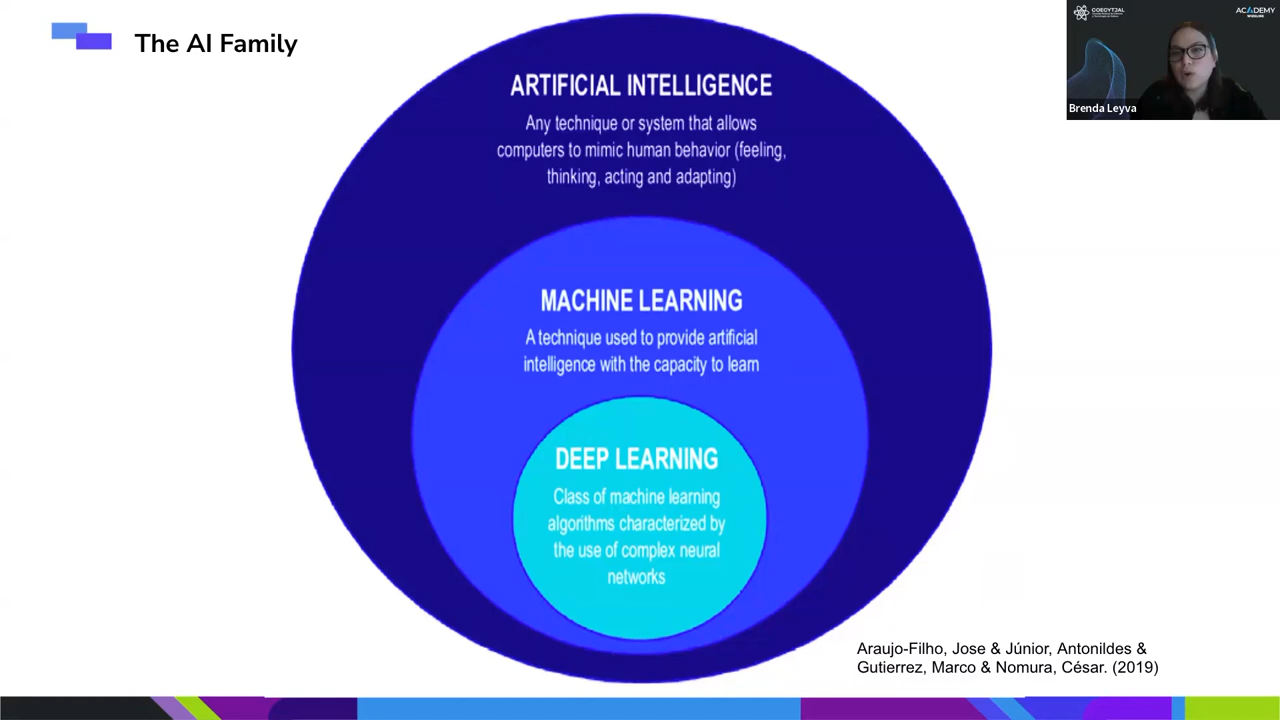 The AI Family
COECYTJAL
ACADEMY
WIZELINE
Brenda Leyva
ARTIFICIAL INTELLIGENCE
Any technique or system that allows
computers to mimic human behavior (feeling,
thinking, acting and adapting)
MACHINE LEARNING
A technique used to provide artificial
intelligence with the capacity to learn
DEEP LEARNING
Class of machine learning
algorithms characterized by
the use of complex neural
networks
Araujo-Filho, Jose & Júnior, Antonildes &
Gutierrez, Marco & Nomura, César. (2019)